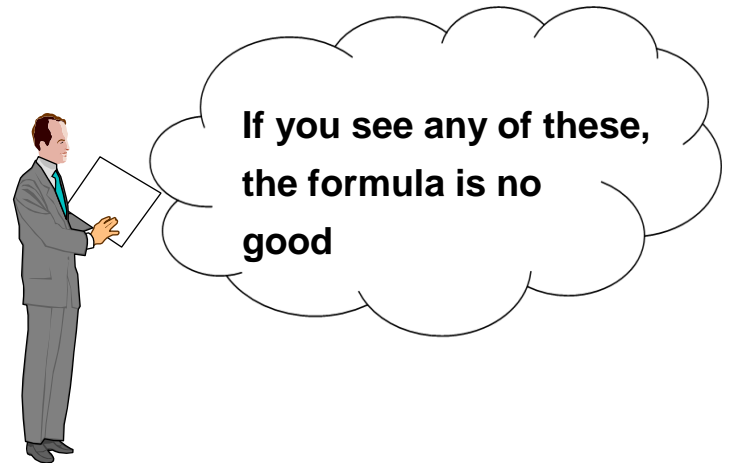 If you see any of these,
the formula is no
good